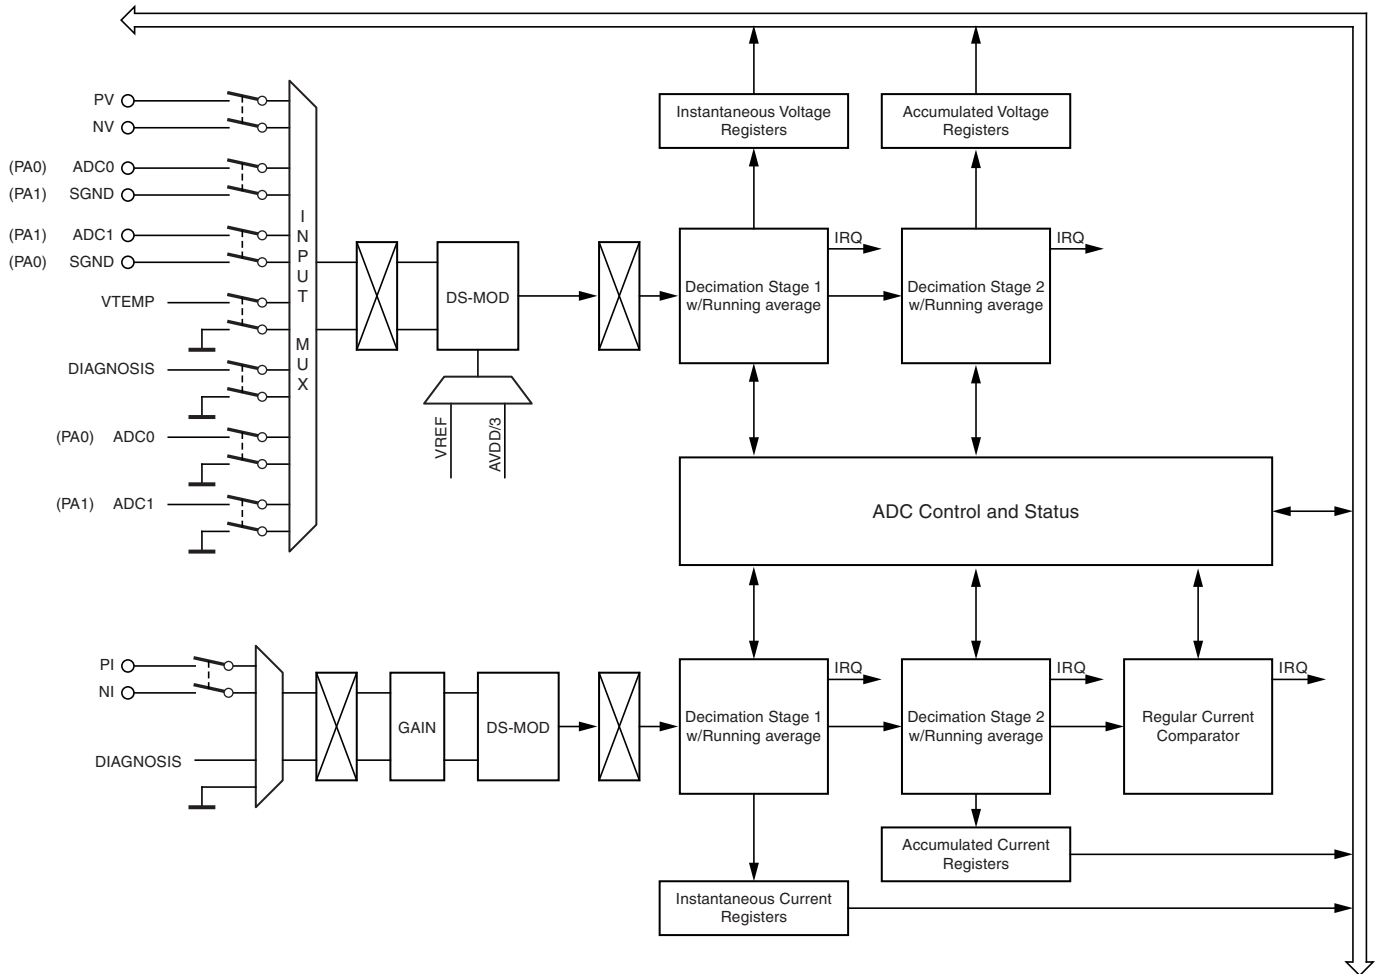 Instantaneous Voltage
Registers
Accumulated Voltage
Registers
PV
NV
(PA0) ADC0
(PA1) SGND
(PA1) ADC1
(PA0) SGND
VTEMP
DIAGNOSIS
(PA0) ADC0
(PA1) ADC1
INPUT MUX
DS-MOD
VREF
AVDD/3
Decimation Stage 1
w/Running average
IRQ
Decimation Stage 2
w/Running average
IRQ
ADC Control and Status
PI
NI
DIAGNOSIS
GAIN
DS-MOD
Decimation Stage 1
w/Running average
IRQ
Decimation Stage 2
w/Running average
IRQ
Regular Current
Comparator
IRQ
Accumulated Current
Registers
Instantaneous Current
Registers